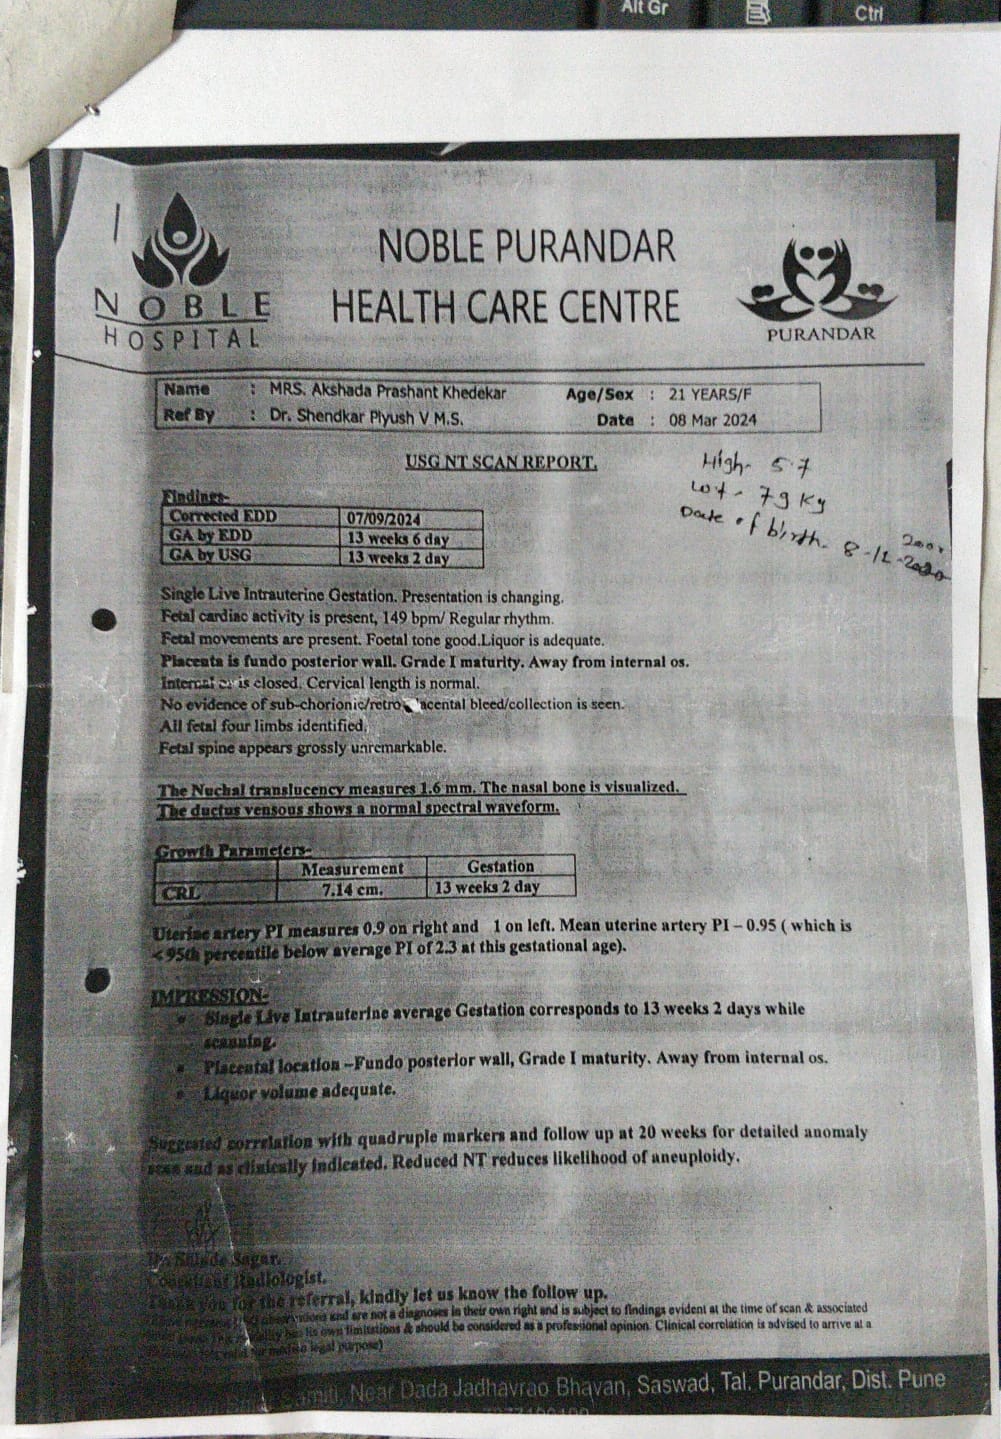 Alt Gr
Ctrl
NOBLE
HOSPITAL
NOBLE PURANDAR
HEALTH CARE CENTRE
PURANDAR
Name : MRS. Akshada Prashant Khedekar Age/Sex : 21 YEARS/F
Ref By : Dr. Shendkar Piyush V M.S. Date : 08 Mar 2024
USG NT SCAN REPORT.
High- 5.7
wt - 79 kg
Date of birth- 8-12-
Findings-
Corrected EDD 07/09/2024
GA by EDD 13 weeks 6 day
GA by USG 13 weeks 2 day
Single Live Intrauterine Gestation. Presentation is changing.
Fetal cardiac activity is present, 149 bpm/ Regular rhythm.
Fetal movements are present. Foetal tone good.Liquor is adequate.
Placenta is fundo posterior wall. Grade I maturity. Away from internal os.
Internal os is closed. Cervical length is normal.
No evidence of sub-chorionic/retro acental bleed/collection is seen.
All fetal four limbs identified.
Fetal spine appears grossly unremarkable.
The Nuchal translucency measures 1.6 mm. The nasal bone is visualized.
The ductus vensous shows a normal spectral waveform.
Growth Parameters-
Measurement Gestation
CRL 7.14 cm. 13 weeks 2 day
Uterine artery PI measures 0.9 on right and 1 on left. Mean uterine artery PI – 0.95 ( which is
< 95th percentile below average PI of 2.3 at this gestational age).
IMPRESSION-
• Single Live Intrauterine average Gestation corresponds to 13 weeks 2 days while
scanning.
• Placental location –Fundo posterior wall, Grade I maturity. Away from internal os.
• Liquor volume adequate.
Suggested correlation with quadruple markers and follow up at 20 weeks for detailed anomaly
scan and as clinically indicated. Reduced NT reduces likelihood of aneuploidy.
Sagar.
Consultant Radiologist.
Thank you for the referral, kindly let us know the follow up.
and are not a diagnoses in their own right and is subject to findings evident at the time of scan & associated
has its own limitations & should be considered as a professional opinion. Clinical correlation is advised to arrive at a
legal purpose)
Samiti, Near Dada Jadhavrao Bhavan, Saswad, Tal. Purandar, Dist. Pune